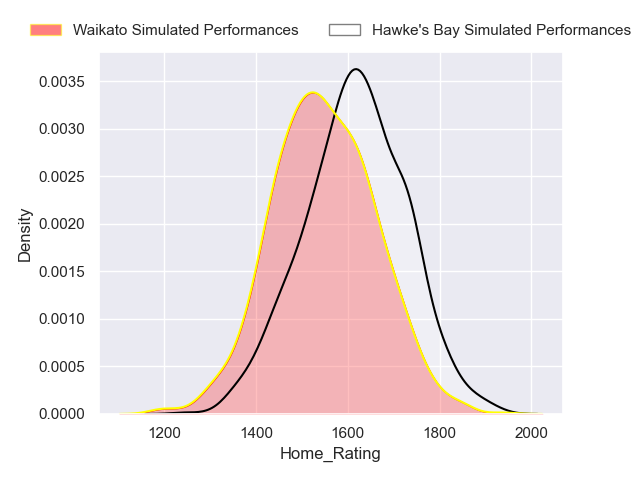 Waikato Simulated Performances
Hawke's Bay Simulated Performances
0.0035
0.0030
0.0025
0.0020
0.0015
0.0010
0.0005
0.0000
Density
1200 1400 1600 1800 2000
Home_Rating